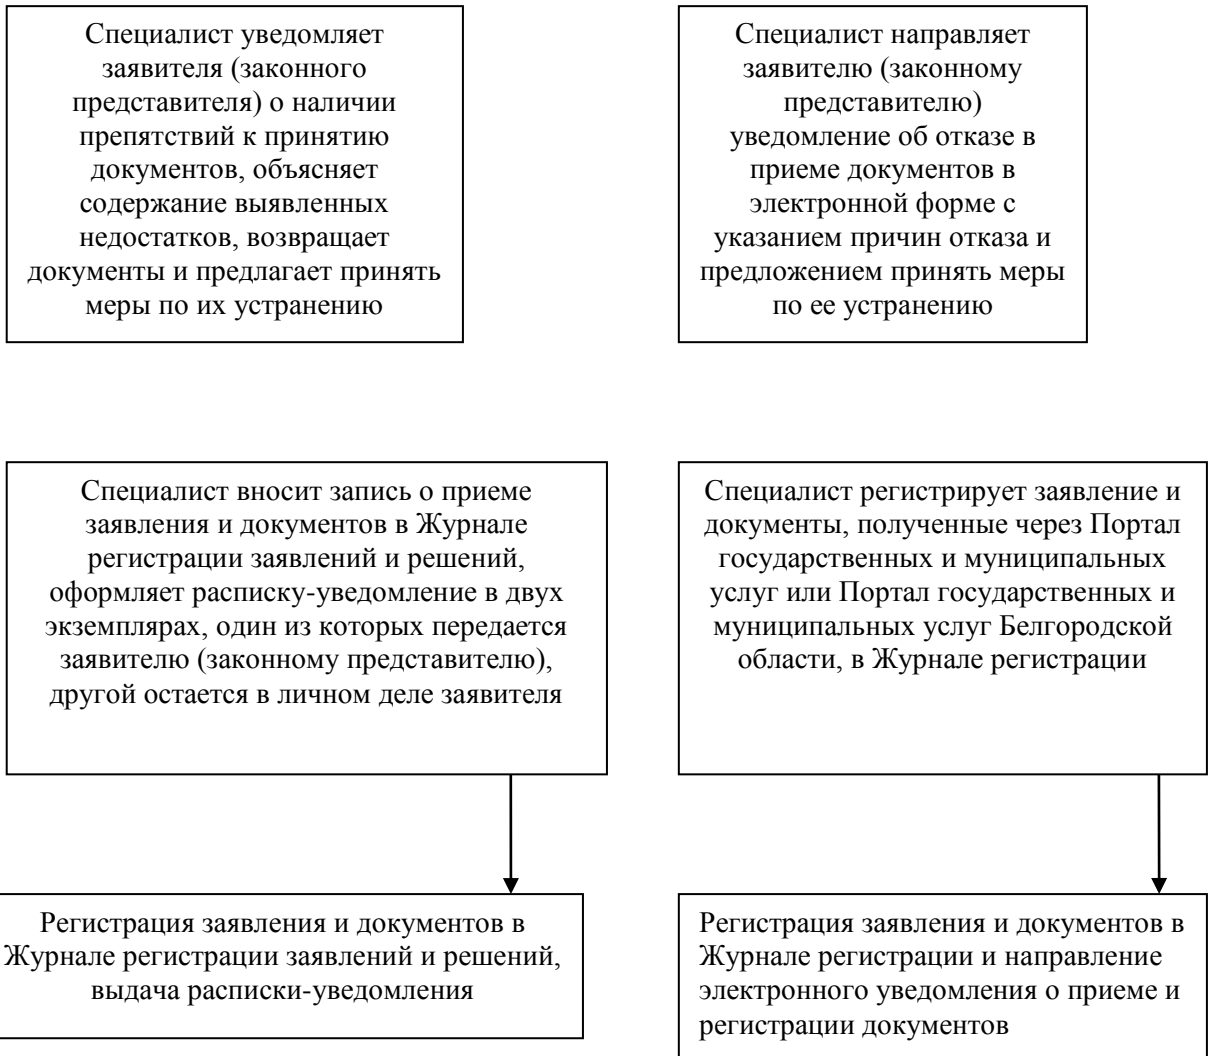 Специалист уведомляет
заявителя (законного
представителя) о наличии
препятствий к принятию
документов, объясняет
содержание выявленных
недостатков, возвращает
документы и предлагает принять
меры по их устранению
Специалист направляет
заявителю (законному
представителю)
уведомление об отказе в
приеме документов в
электронной форме с
указанием причин отказа и
предложением принять меры
по ее устранению
Специалист вносит запись о приеме
заявления и документов в Журнале
регистрации заявлений и решений,
оформляет расписку-уведомление в двух
экземплярах, один из которых передается
заявителю (законному представителю),
другой остается в личном деле заявителя
Специалист регистрирует заявление и
документы, полученные через Портал
государственных и муниципальных
услуг или Портал государственных и
муниципальных услуг Белгородской
области, в Журнале регистрации
Регистрация заявления и документов в
Журнале регистрации заявлений и решений,
выдача расписки-уведомления
Регистрация заявления и документов в
Журнале регистрации и направление
электронного уведомления о приеме и
регистрации документов